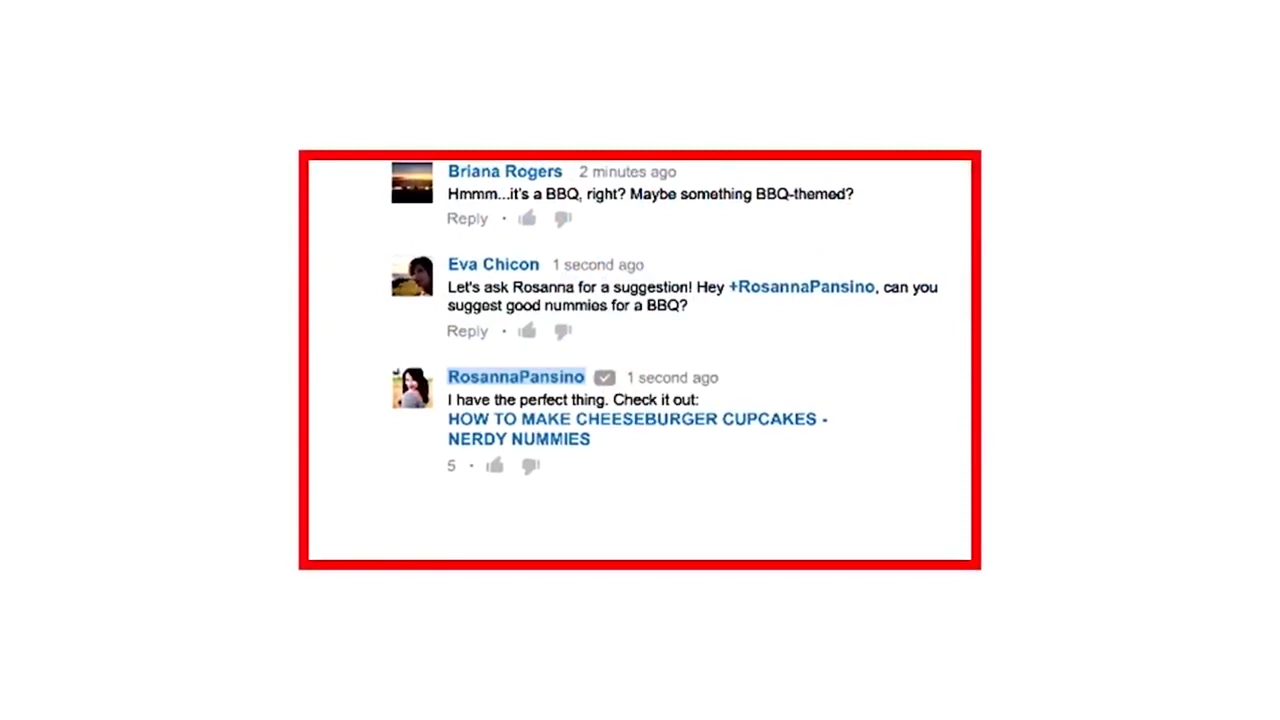 Briana Rogers 2 minutes ago
Hmmm...it's a BBQ, right? Maybe something BBQ-themed?
Reply ·
Eva Chicon 1 second ago
Let's ask Rosanna for a suggestion! Hey +RosannaPansino, can you
suggest good nummies for a BBQ?
Reply ·
RosannaPansino 1 second ago
I have the perfect thing. Check it out:
HOW TO MAKE CHEESEBURGER CUPCAKES -
NERDY NUMMIES
5 ·